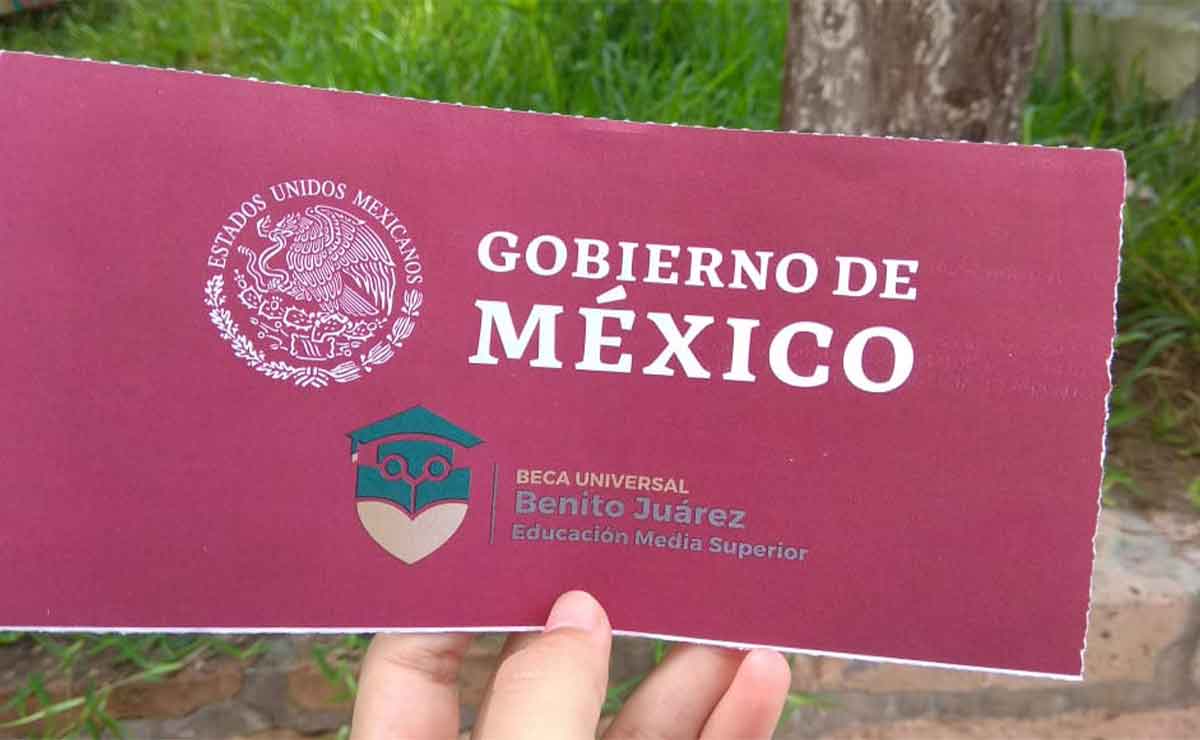 ESTADOS UNIDOS MEXICANOS
GOBIERNO DE
MÉXICO
BECA UNIVERSAL
Benito Juárez
Educación Media Superior